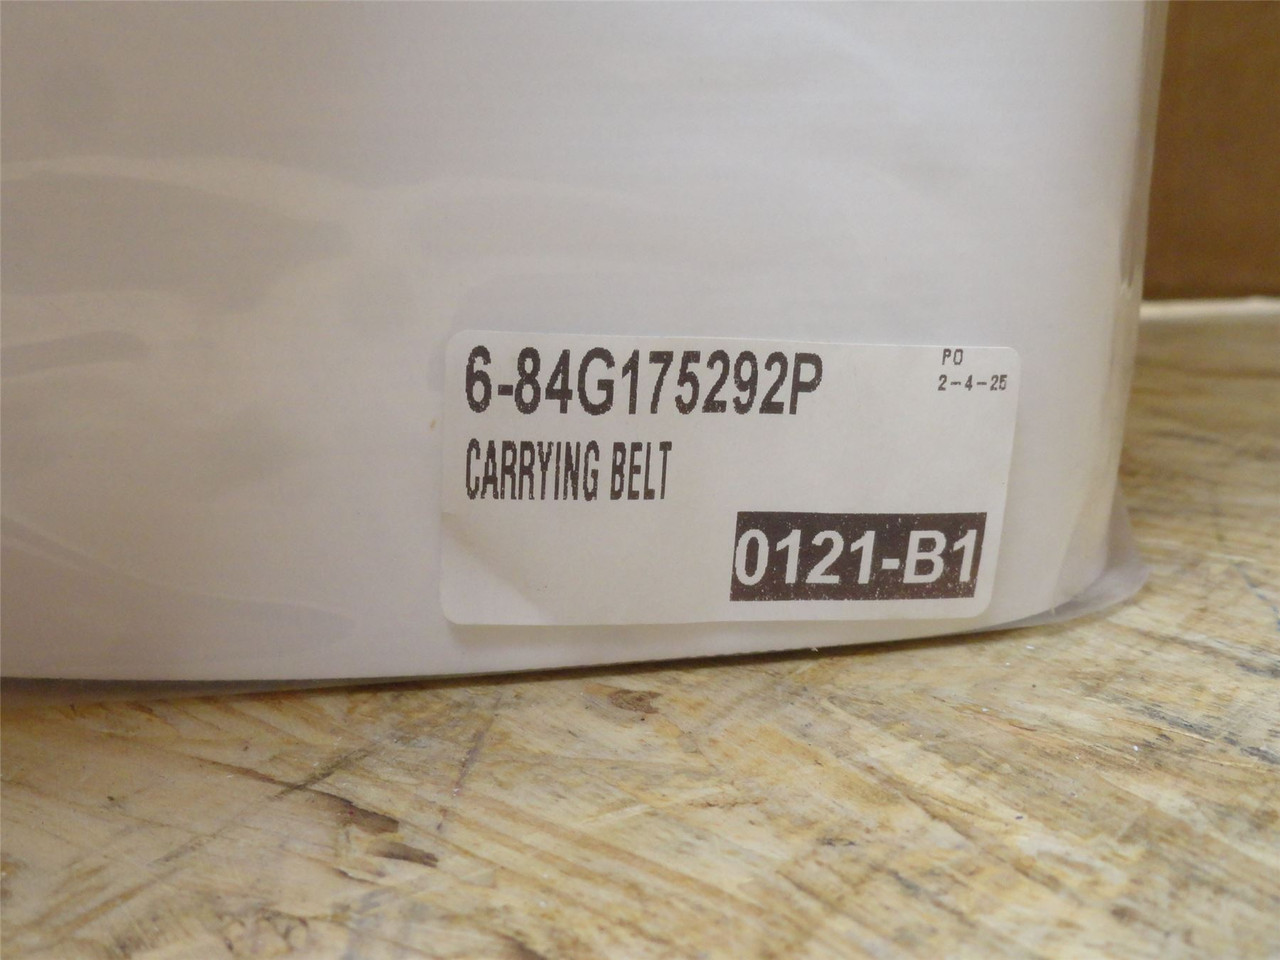 6-84G175292P
PO
2-4-25
CARRYING BELT
0121-B1